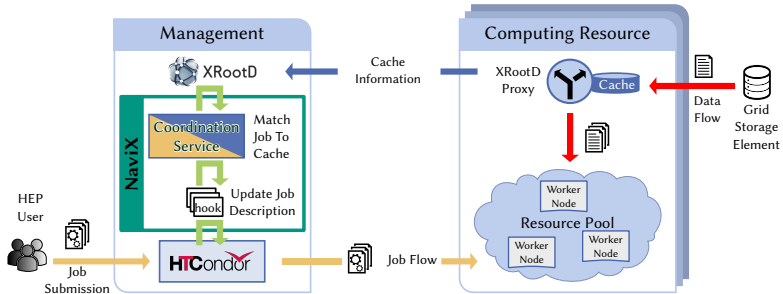 Management
Computing Resource
XRootD
Cache
Information
XRootD
Proxy
Cache
Data
Flow
Grid
Storage
Element
NaviX
Coordination
Service
Match
Job To
Cache
hook
Update Job
Description
HEP
User
Job
Submission
HTCondor
Job Flow
Worker
Node
Resource Pool
Worker
Node
Worker
Node